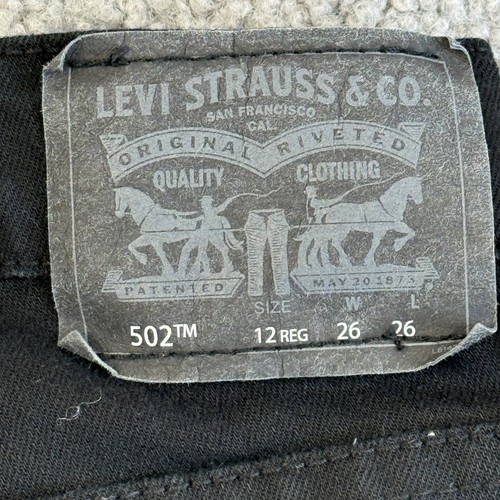 LEVI STRAUSS & CO.
SAN FRANCISCO
CAL.
ORIGINAL RIVETED
QUALITY CLOTHING
PATENTED MAY 20 1873
SIZE W L
502™ 12 REG 26 26